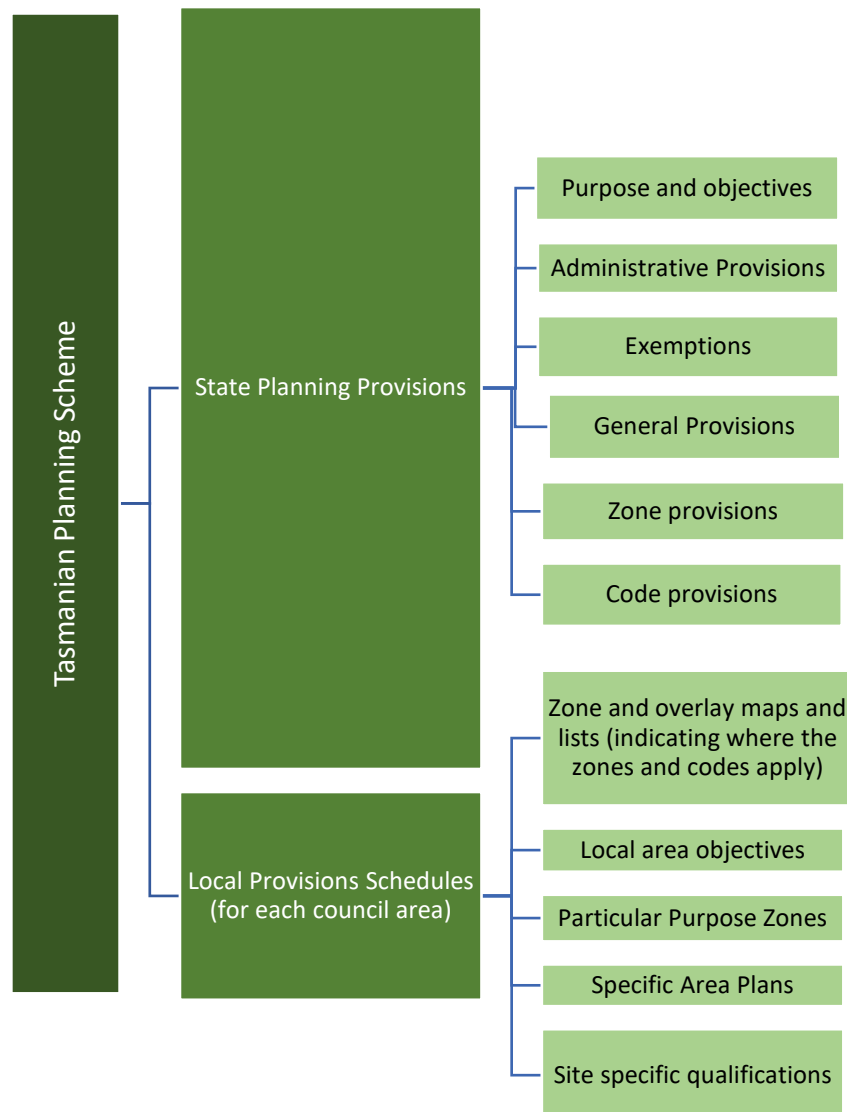 Tasmanian Planning Scheme
State Planning Provisions
Purpose and objectives
Administrative Provisions
Exemptions
General Provisions
Zone provisions
Code provisions
Local Provisions Schedules
(for each council area)
Zone and overlay maps and
lists (indicating where the
zones and codes apply)
Local area objectives
Particular Purpose Zones
Specific Area Plans
Site specific qualifications